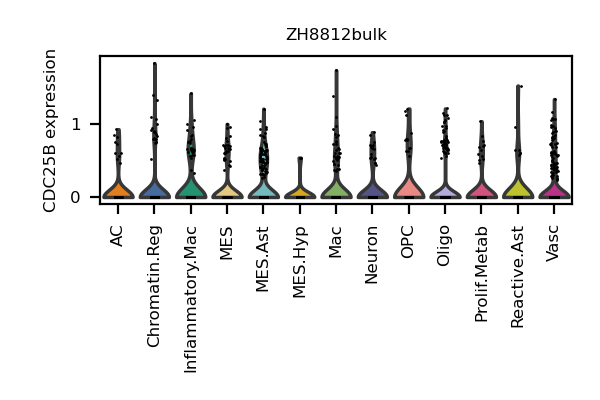 ZH8812bulk
CDC25B expression
1
0
AC
Chromatin.Reg
Inflammatory.Mac
MES
MES.Ast
MES.Hyp
Mac
Neuron
OPC
Oligo
Prolif.Metab
Reactive.Ast
Vasc